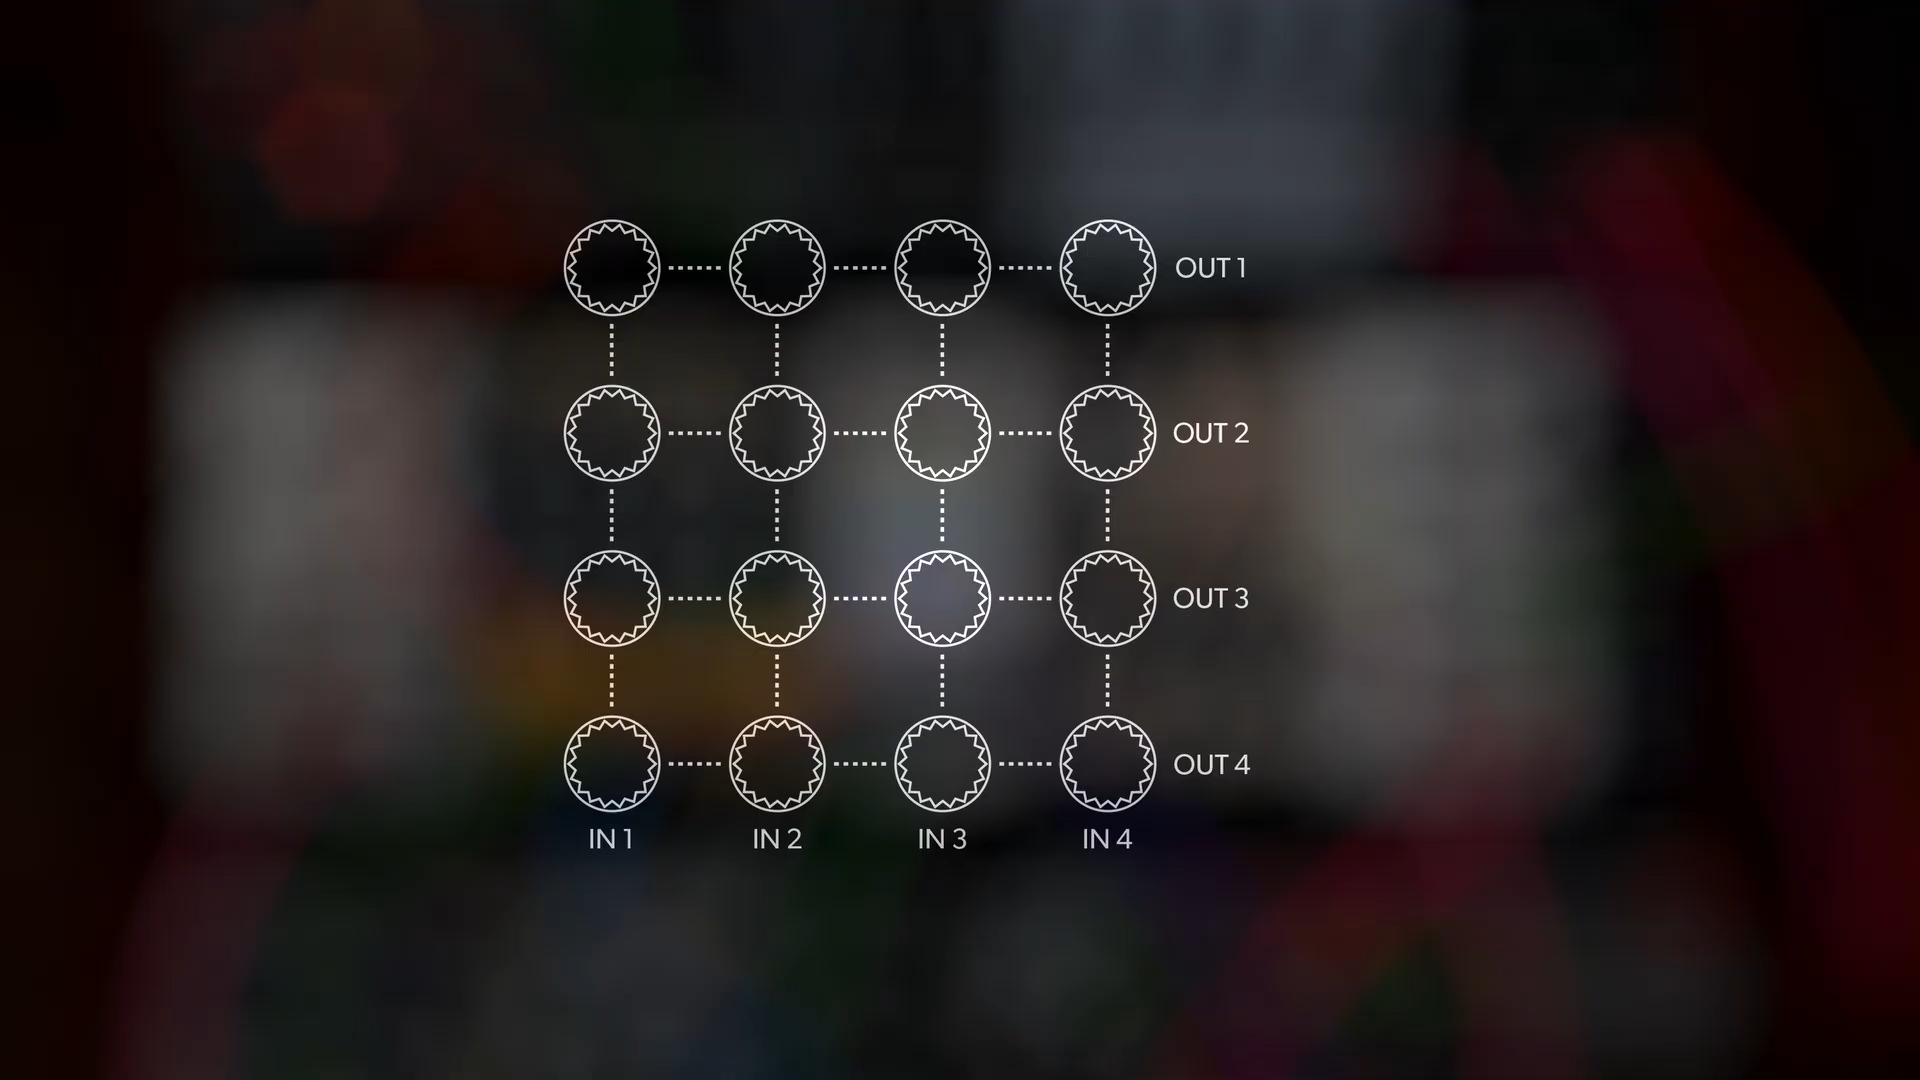 OUT 1
OUT 2
OUT 3
OUT 4
IN 1 IN 2 IN 3 IN 4